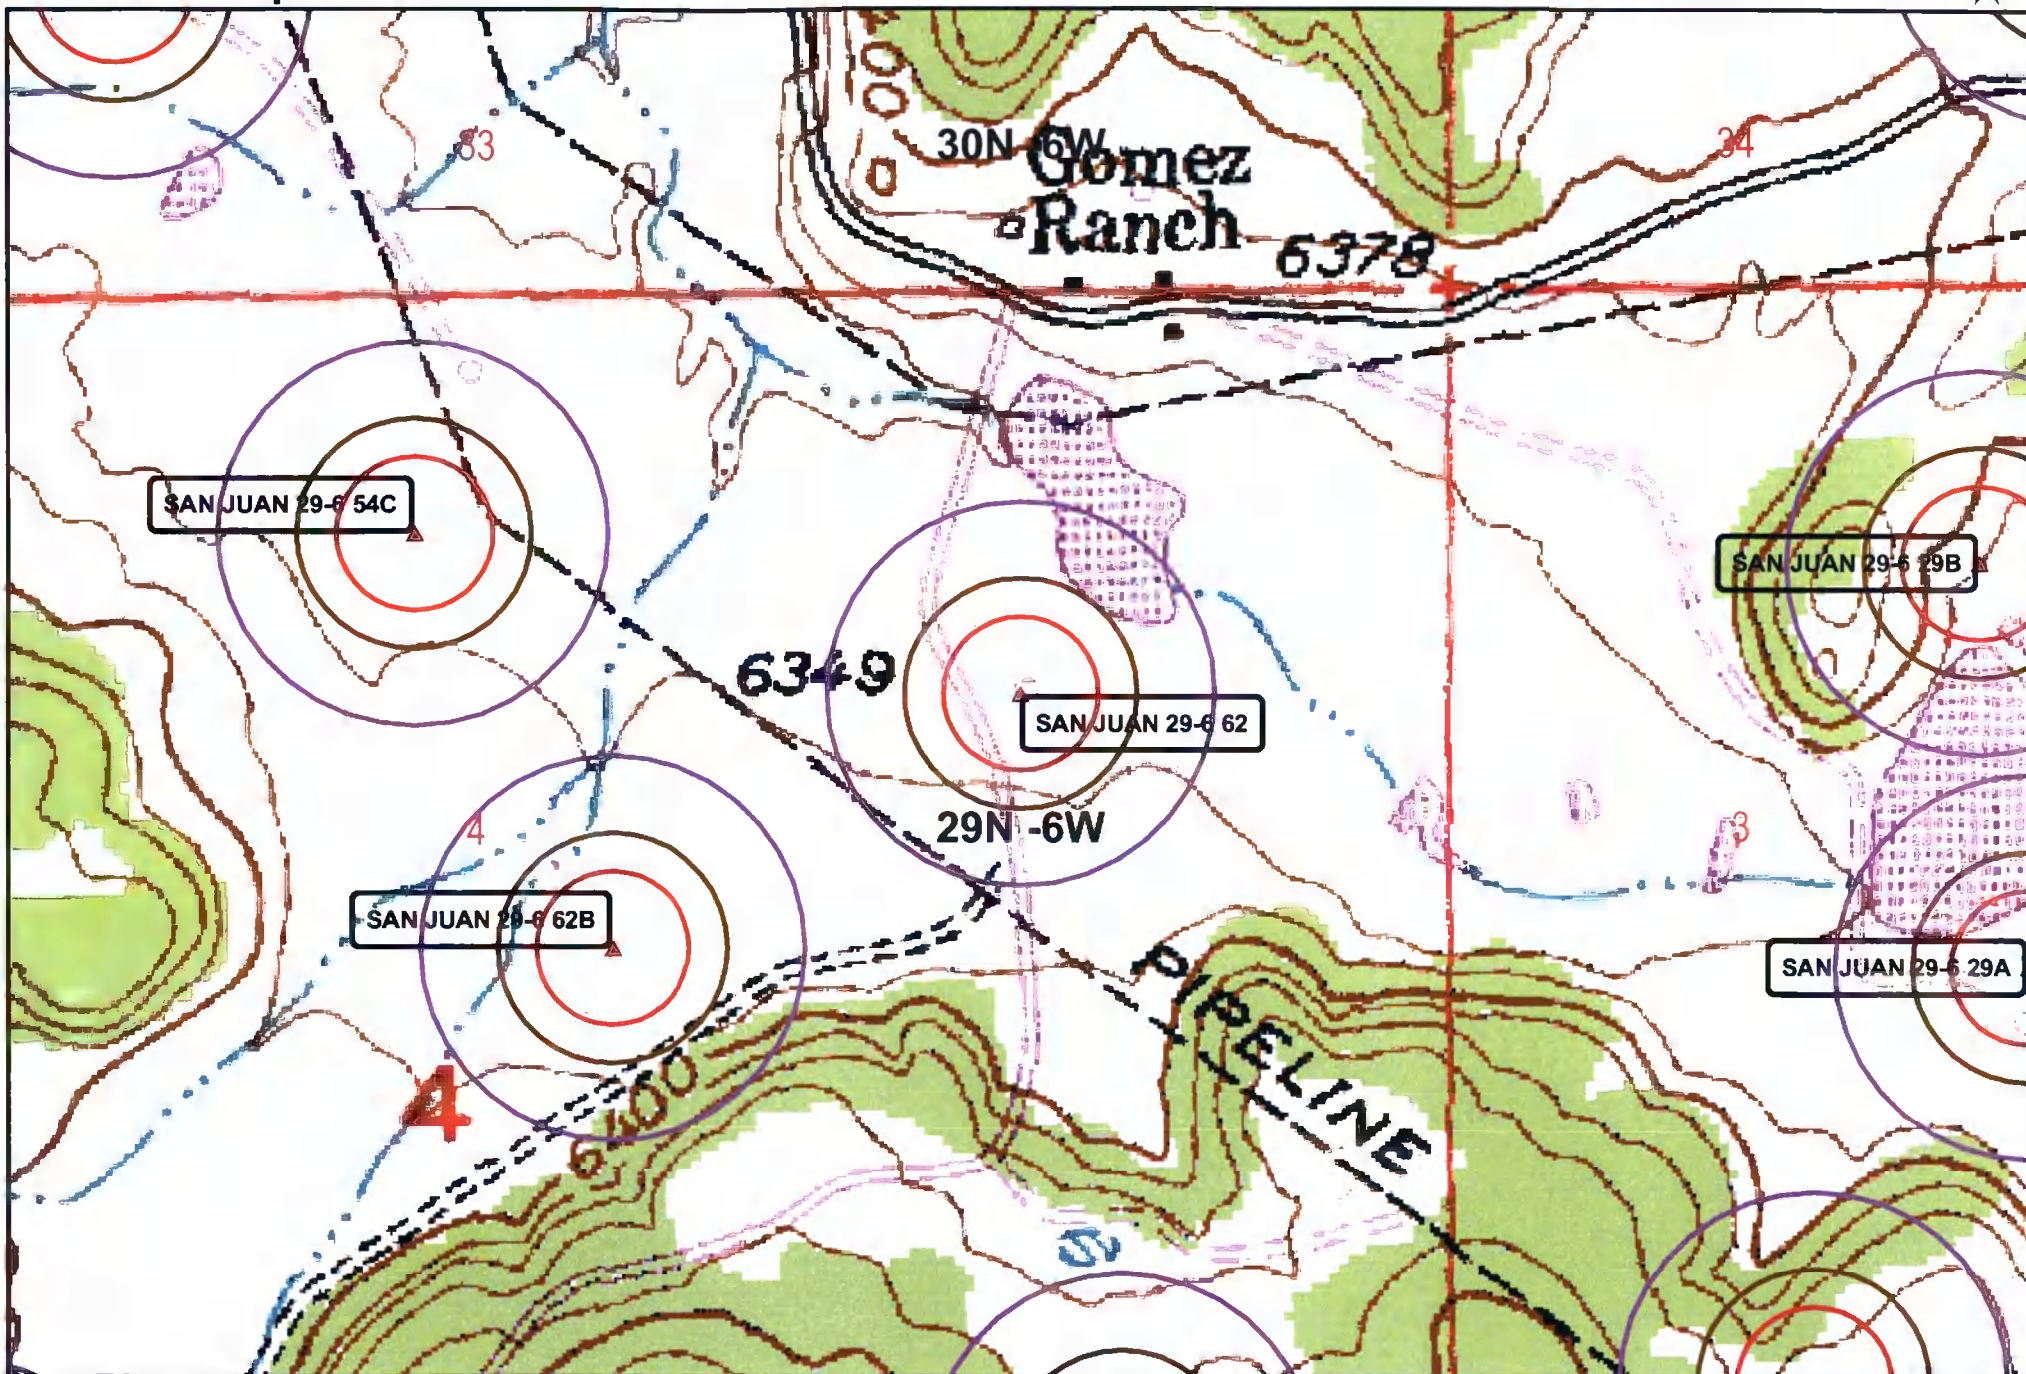 33
30N -6W
34
Gomez
Ranch
6378
SAN JUAN 29-6 54C
SAN JUAN 29-6 29B
6349
SAN JUAN 29-6 62
4
29N -6W
3
SAN JUAN 29-6 62B
SAN JUAN 29-6 29A
PIPELINE
4
6400